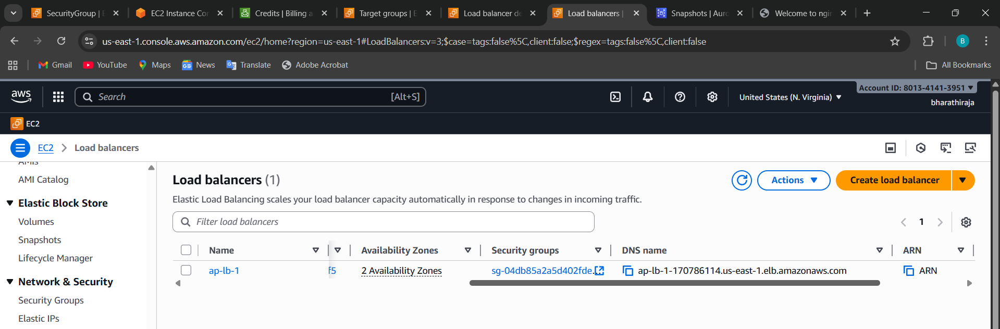 SecurityGroup | E
EC2 Instance Con
Credits | Billing a
Target groups | E
Load balancer de
Load balancers |
Snapshots | Auro
Welcome to ngin
us-east-1.console.aws.amazon.com/ec2/home?region=us-east-1#LoadBalancers:v=3;$case=tags:false%5C,client:false;$regex=tags:false%5C,client:false
B
Gmail
YouTube
Maps
News
Translate
Adobe Acrobat
All Bookmarks
aws
Search
[Alt+S]
United States (N. Virginia)
Account ID: 8013-4141-3951
bharathiraja
EC2
EC2
Load balancers
AMIs
AMI Catalog
Elastic Block Store
Volumes
Snapshots
Lifecycle Manager
Network & Security
Security Groups
Elastic IPs
Load balancers (1)
Actions
Create load balancer
Elastic Load Balancing scales your load balancer capacity automatically in response to changes in incoming traffic.
Filter load balancers
1
Name
Availability Zones
Security groups
DNS name
ARN
ap-lb-1
f5
2 Availability Zones
sg-04db85a2a5d402fde...
ap-lb-1-170786114.us-east-1.elb.amazonaws.com
ARN